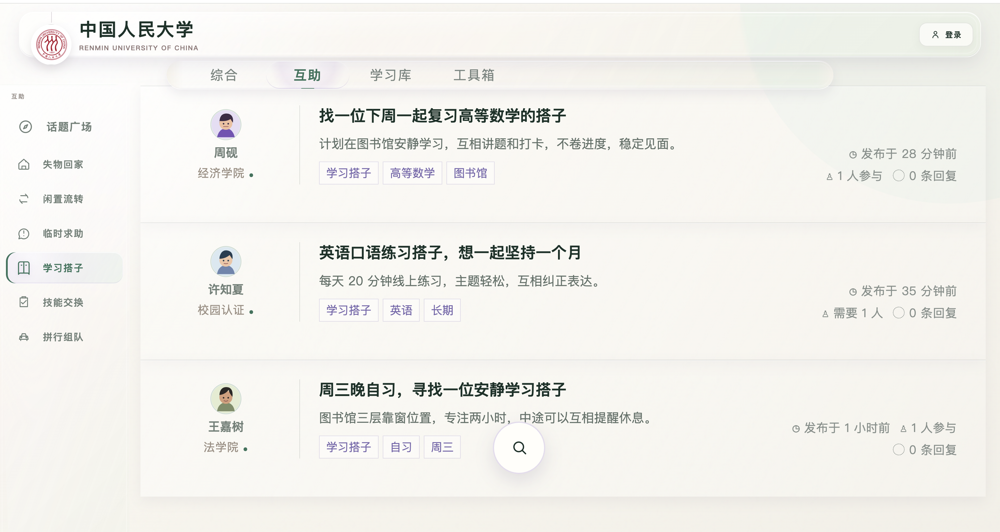 中国人民大学
RENMIN UNIVERSITY OF CHINA
RENMIN UNIVERSITY OF CHINA
1937
中国人民大学
登录
综合 互助 学习库 工具箱
互助
话题广场
失物回家
闲置流转
临时求助
学习搭子
技能交换
拼行组队
周砚
经济学院
找一位下周一起复习高等数学的搭子
计划在图书馆安静学习，互相讲题和打卡，不卷进度，稳定见面。
学习搭子 高等数学 图书馆
发布于 28 分钟前
1 人参与 0 条回复
许知夏
校园认证
英语口语练习搭子，想一起坚持一个月
每天 20 分钟线上练习，主题轻松，互相纠正表达。
学习搭子 英语 长期
发布于 35 分钟前
需要 1 人 0 条回复
王嘉树
法学院
周三晚自习，寻找一位安静学习搭子
图书馆三层靠窗位置，专注两小时，中途可以互相提醒休息。
学习搭子 自习 周三
发布于 1 小时前 1 人参与
0 条回复